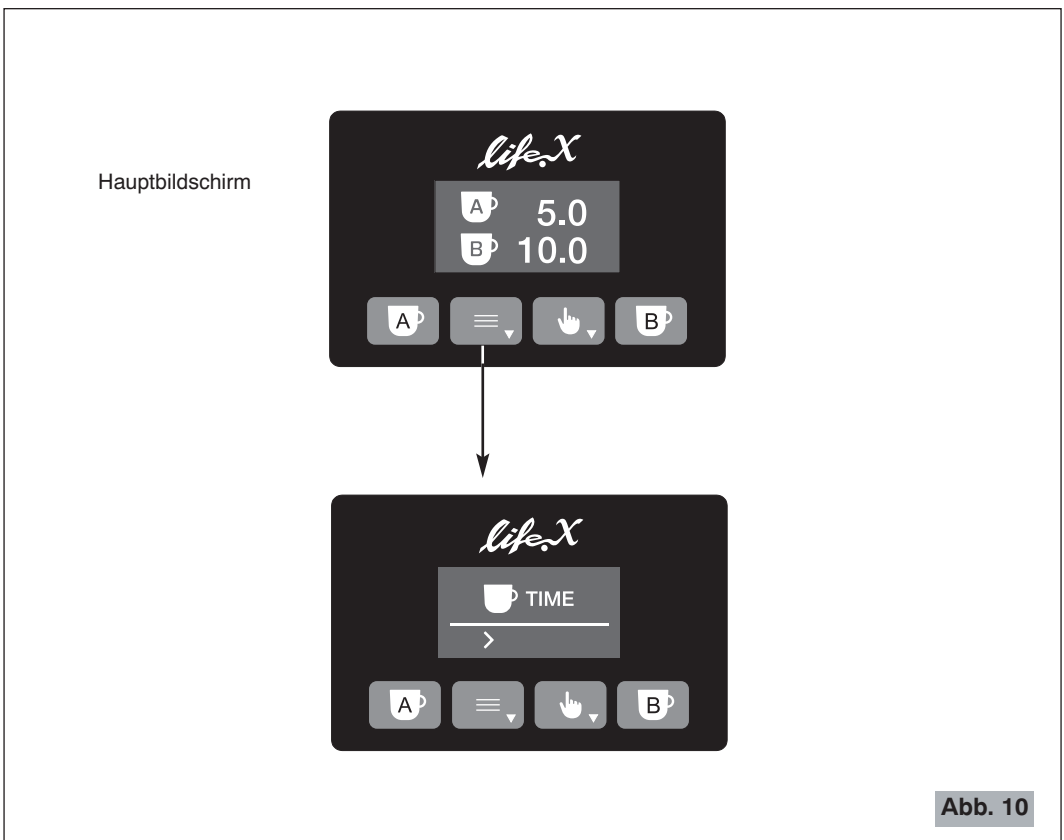 Hauptbildschirm
life.X
A 5.0
B 10.0
A B
life.X
TIME
>
A B
Abb. 10